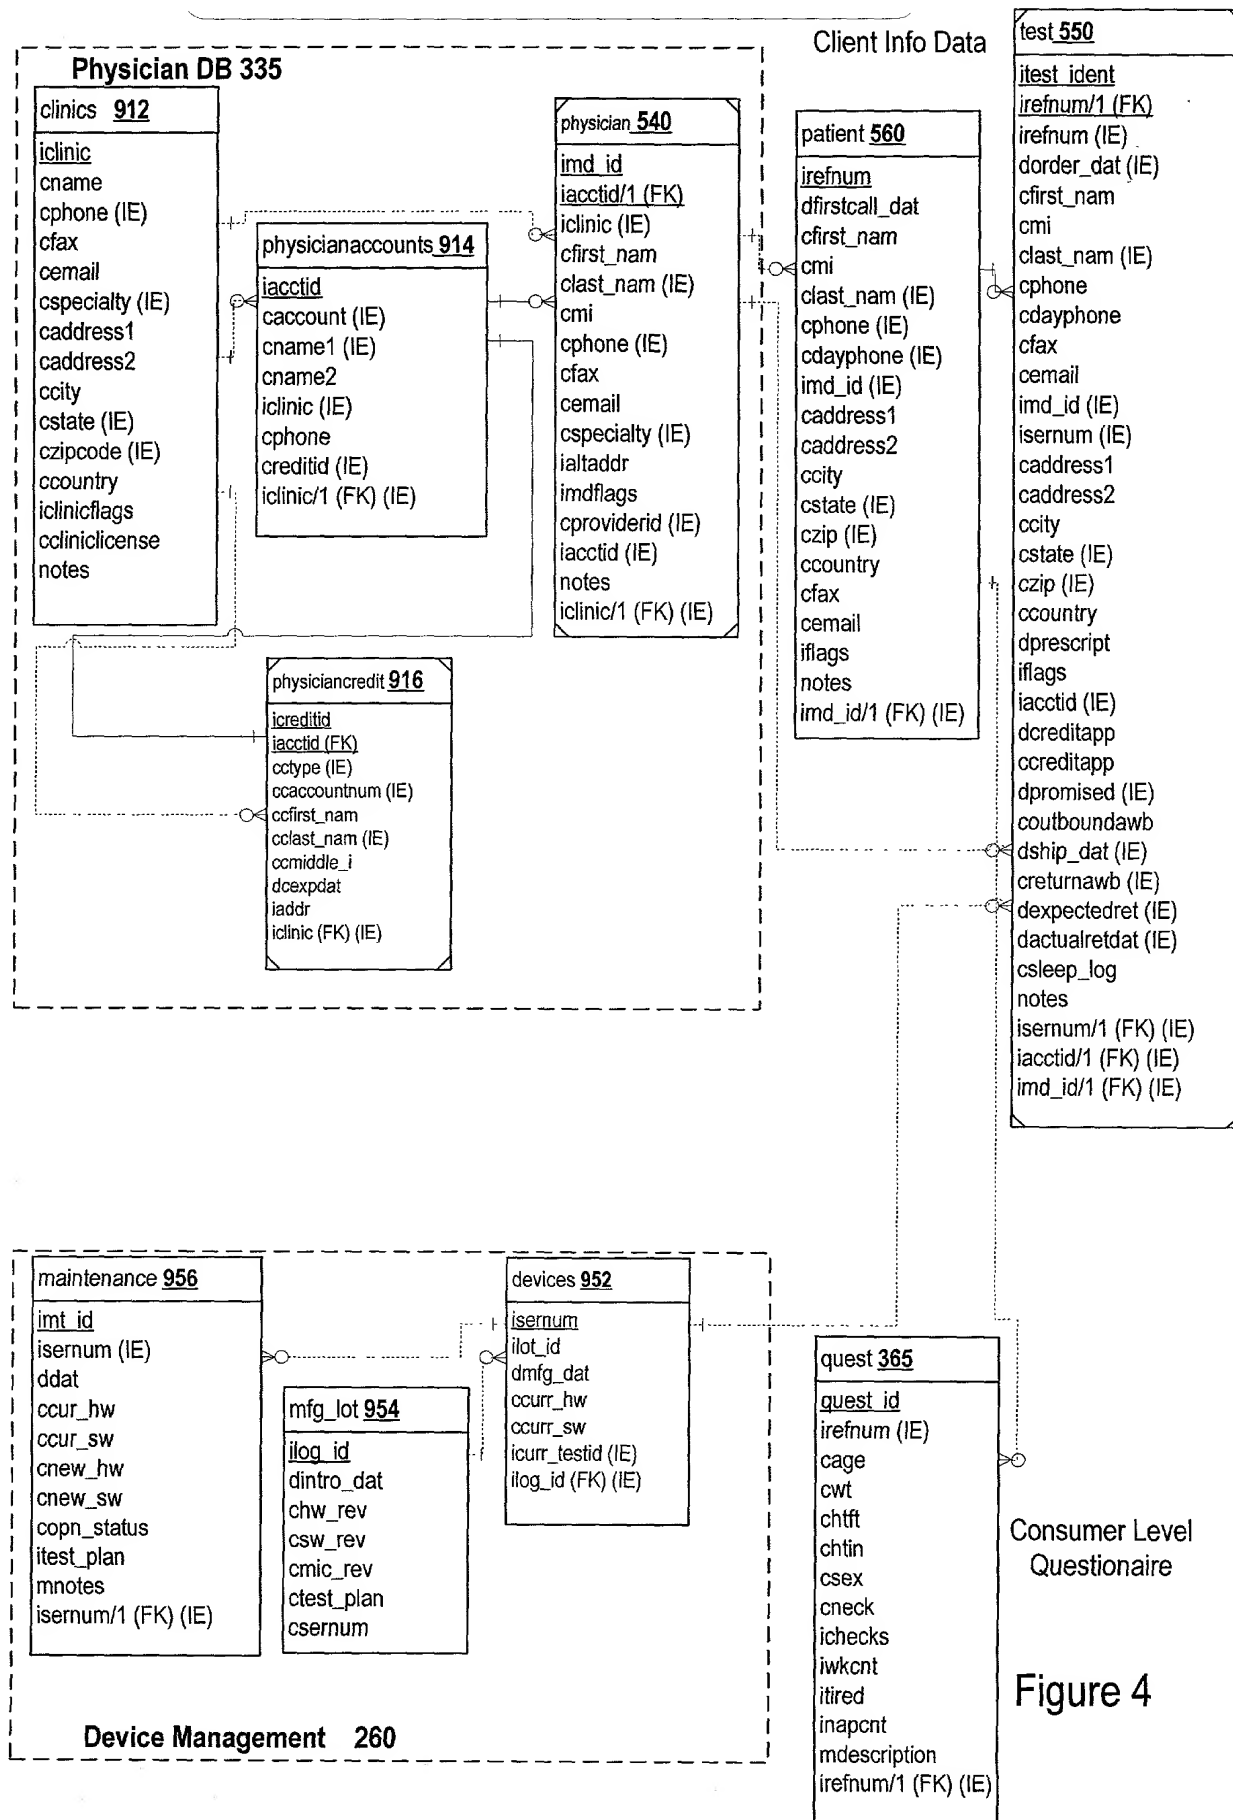 Physician DB 335
clinics 912
iclinic
cname
cphone (IE)
cfax
cemail
cspecialty (IE)
caddress1
caddress2
ccity
cstate (IE)
czipcode (IE)
ccountry
iclinicflags
ccliniclicense
notes
physicianaccounts 914
iacctid
caccount (IE)
cname1 (IE)
cname2
iclinic (IE)
cphone
creditid (IE)
iclinic/1 (FK) (IE)
physician 540
imd_id
iacctid/1 (FK)
iclinic (IE)
cfirst_nam
clast_nam (IE)
cmi
cphone (IE)
cfax
cemail
cspecialty (IE)
ialtaddr
imdflags
cproviderid (IE)
iacctid (IE)
notes
iclinic/1 (FK) (IE)
physiciancredit 916
icreditid
iacctid (FK)
cctype (IE)
ccaccountnum (IE)
ccfirst_nam
cclast_nam (IE)
ccmiddle_i
dcexpdat
iaddr
iclinic (FK) (IE)
Client Info Data
patient 560
irefnum
dfirstcall_dat
cfirst_nam
cmi
clast_nam (IE)
cphone (IE)
cdayphone (IE)
imd_id (IE)
caddress1
caddress2
ccity
cstate (IE)
czip (IE)
ccountry
cfax
cemail
iflags
notes
imd_id/1 (FK) (IE)
test 550
itest_ident
irefnum/1 (FK)
irefnum (IE)
dorder_dat (IE)
cfirst_nam
cmi
clast_nam (IE)
cphone
cdayphone
cfax
cemail
imd_id (IE)
isernum (IE)
caddress1
caddress2
ccity
cstate (IE)
czip (IE)
ccountry
dprescript
iflags
iacctid (IE)
dcreditapp
ccreditapp
dpromised (IE)
coutboundawb
dship_dat (IE)
creturnawb (IE)
dexpectedret (IE)
dactualretdat (IE)
csleep_log
notes
isernum/1 (FK) (IE)
iacctid/1 (FK) (IE)
imd_id/1 (FK) (IE)
maintenance 956
imt_id
isernum (IE)
ddat
ccur_hw
ccur_sw
cnew_hw
cnew_sw
copn_status
itest_plan
mnotes
isernum/1 (FK) (IE)
mfg_lot 954
ilog_id
dintro_dat
chw_rev
csw_rev
cmic_rev
ctest_plan
csernum
devices 952
isernum
ilot_id
dmfg_dat
ccurr_hw
ccurr_sw
icurr_testid (IE)
ilog_id (FK) (IE)
Device Management 260
quest 365
quest_id
irefnum (IE)
cage
cwt
chtft
chtin
csex
cneck
ichecks
iwkcnt
itired
inapcnt
mdescription
irefnum/1 (FK) (IE)
Consumer Level
Questionaire
Figure 4